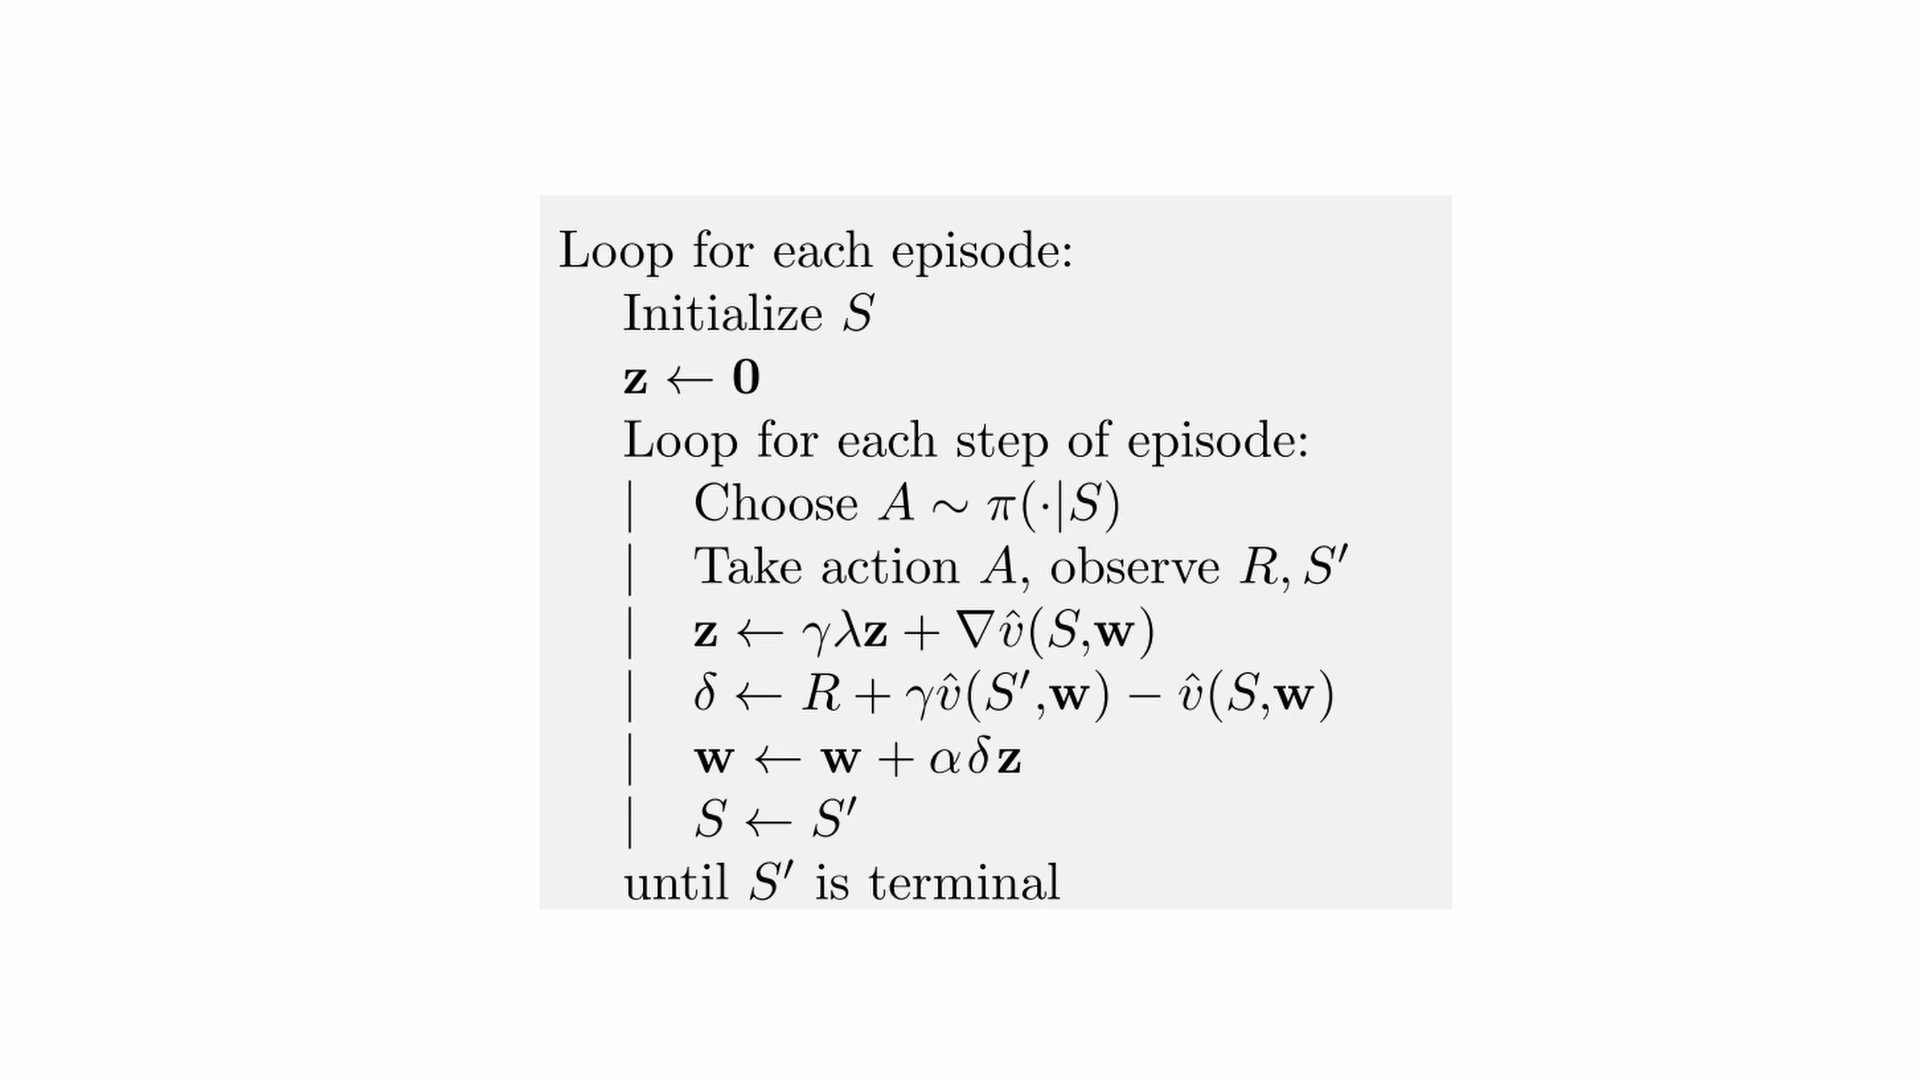 Loop for each episode:
Initialize S
z ← 0
Loop for each step of episode:
| Choose A ∼ π(·|S)
| Take action A, observe R, S′
| z ← γλz + ∇v̂(S,w)
| δ ← R + γv̂(S′,w) − v̂(S,w)
| w ← w + αδz
| S ← S′
until S′ is terminal